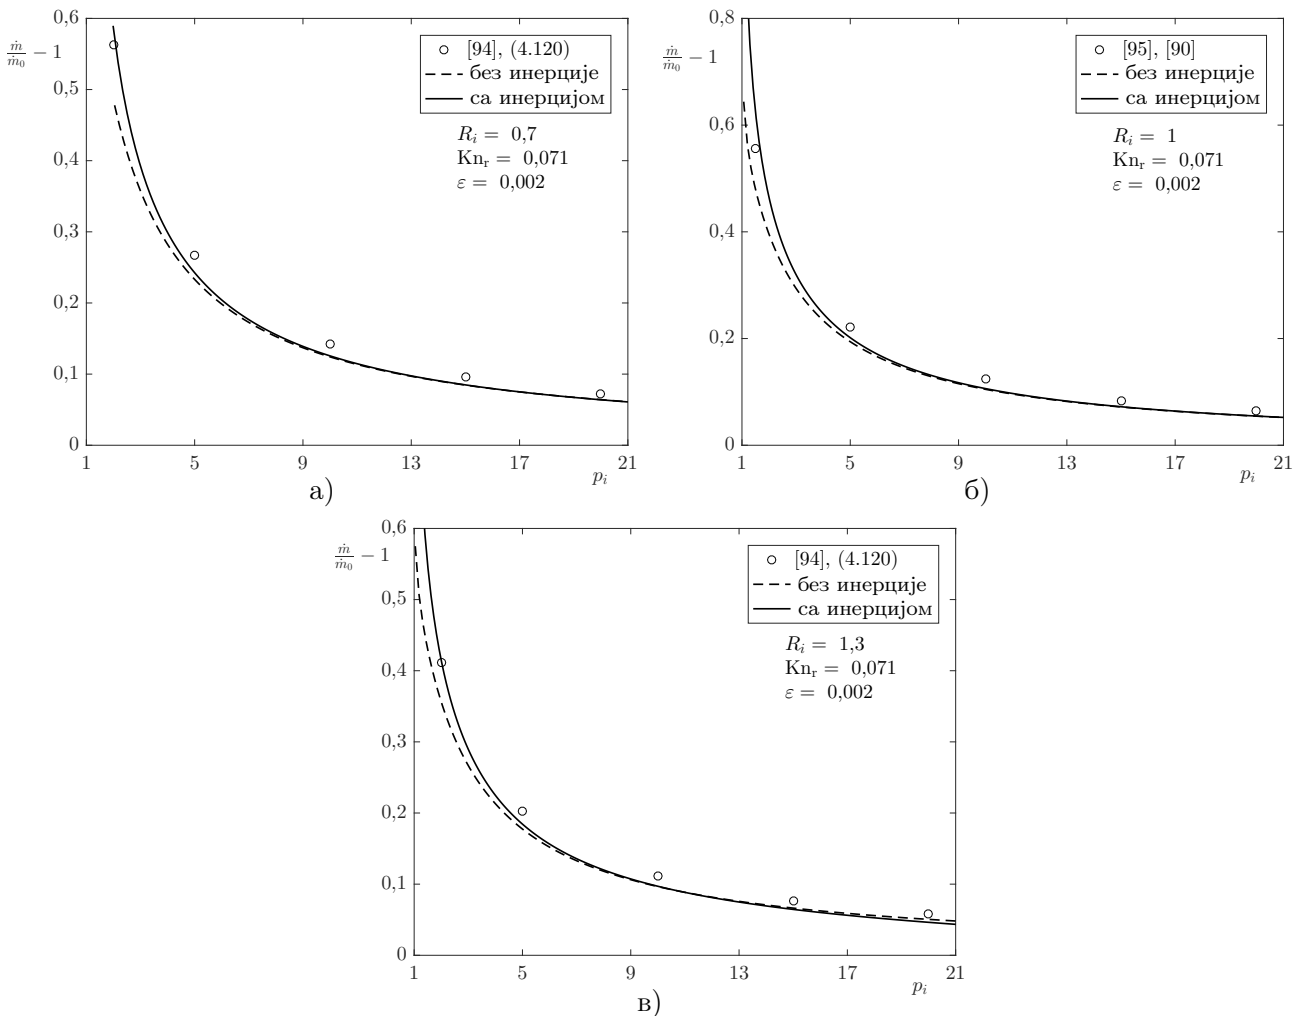 0,6
ṁ/ṁ₀ − 1
0,5
0,4
0,3
0,2
0,1
0
1 5 9 13 17 21
pᵢ
[94], (4.120)
без инерције
са инерцијом
Rᵢ = 0,7
Knᵣ = 0,071
ε = 0,002
а)
0,8
ṁ/ṁ₀ − 1
0,6
0,4
0,2
0
1 5 9 13 17 21
pᵢ
[95], [90]
без инерције
са инерцијом
Rᵢ = 1
Knᵣ = 0,071
ε = 0,002
б)
0,6
ṁ/ṁ₀ − 1
0,5
0,4
0,3
0,2
0,1
0
1 5 9 13 17 21
pᵢ
[94], (4.120)
без инерције
са инерцијом
Rᵢ = 1,3
Knᵣ = 0,071
ε = 0,002
в)